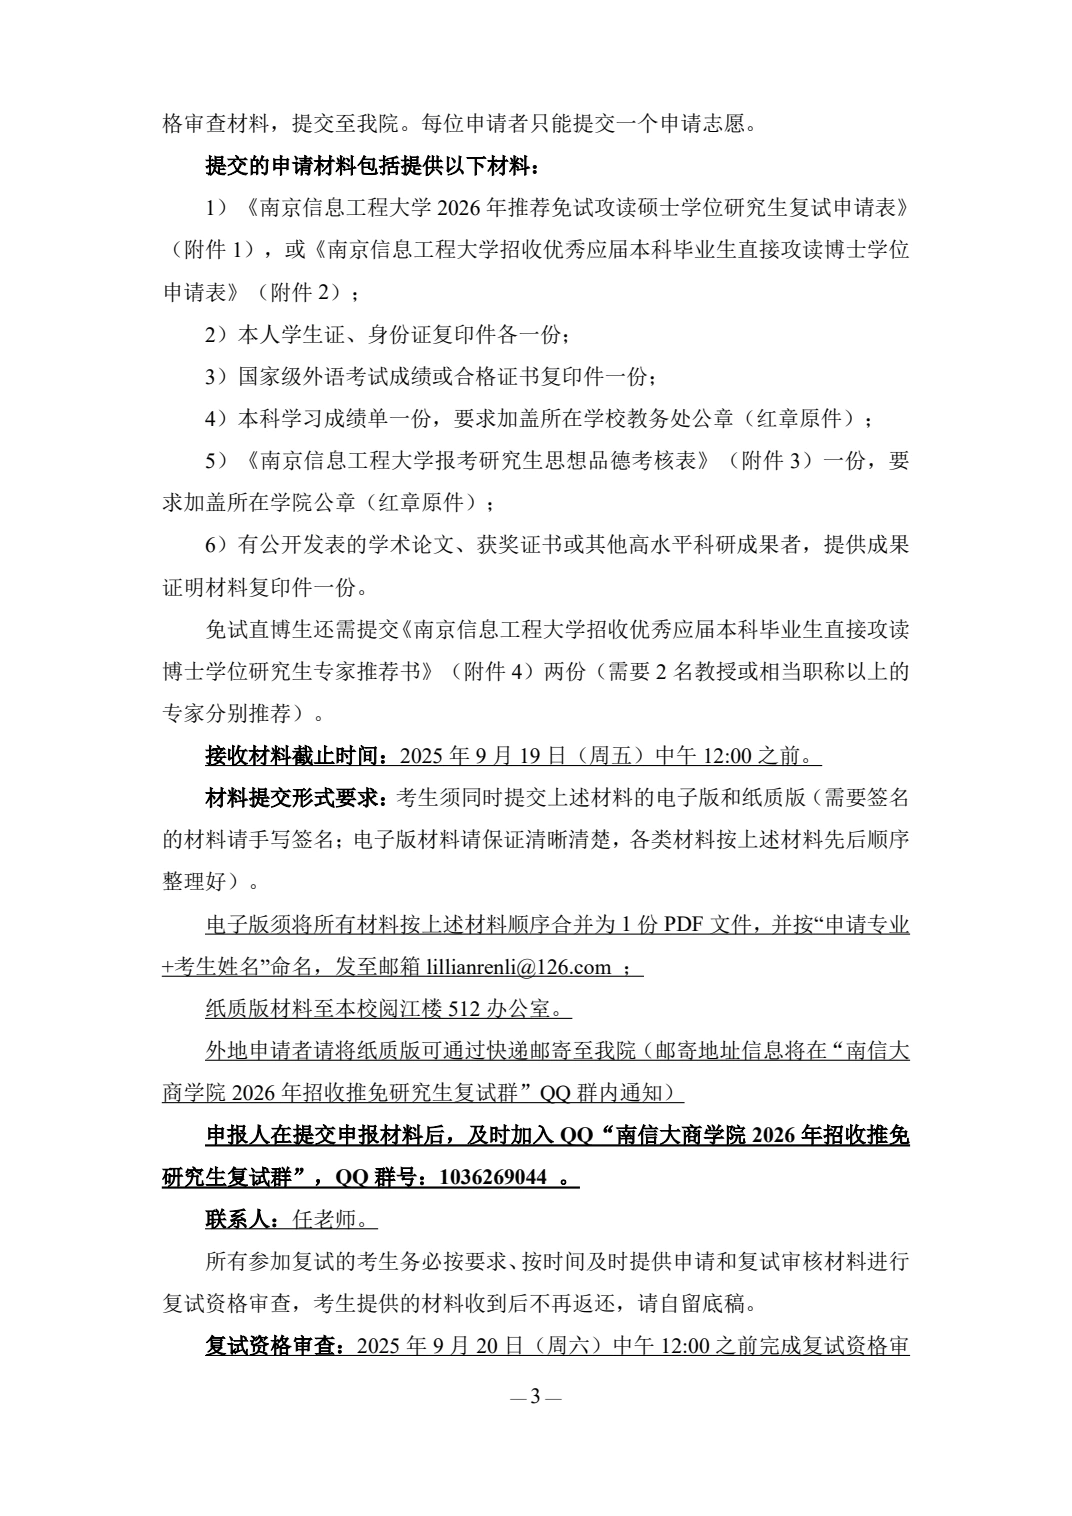 格审查材料，提交至我院。每位申请者只能提交一个申请志愿。
提交的申请材料包括提供以下材料：
1）《南京信息工程大学 2026 年推荐免试攻读硕士学位研究生复试申请表》
（附件 1），或《南京信息工程大学招收优秀应届本科毕业生直接攻读博士学位
申请表》（附件 2）；
2）本人学生证、身份证复印件各一份；
3）国家级外语考试成绩或合格证书复印件一份；
4）本科学习成绩单一份，要求加盖所在学校教务处公章（红章原件）；
5）《南京信息工程大学报考研究生思想品德考核表》（附件 3）一份，要
求加盖所在学院公章（红章原件）；
6）有公开发表的学术论文、获奖证书或其他高水平科研成果者，提供成果
证明材料复印件一份。
免试直博生还需提交《南京信息工程大学招收优秀应届本科毕业生直接攻读
博士学位研究生专家推荐书》（附件 4）两份（需要 2 名教授或相当职称以上的
专家分别推荐）。
接收材料截止时间：2025 年 9 月 19 日（周五）中午 12:00 之前。
材料提交形式要求：考生须同时提交上述材料的电子版和纸质版（需要签名
的材料请手写签名；电子版材料请保证清晰清楚，各类材料按上述材料先后顺序
整理好）。
电子版须将所有材料按上述材料顺序合并为 1 份 PDF 文件，并按“申请专业
+考生姓名”命名，发至邮箱 lillianrenli@126.com ；
纸质版材料至本校阅江楼 512 办公室。
外地申请者请将纸质版可通过快递邮寄至我院（邮寄地址信息将在“南信大
商学院 2026 年招收推免研究生复试群”QQ 群内通知）
申报人在提交申报材料后，及时加入 QQ“南信大商学院 2026 年招收推免
研究生复试群”，QQ 群号：1036269044 。
联系人：任老师。
所有参加复试的考生务必按要求、按时间及时提供申请和复试审核材料进行
复试资格审查，考生提供的材料收到后不再返还，请自留底稿。
复试资格审查：2025 年 9 月 20 日（周六）中午 12:00 之前完成复试资格审
— 3 —